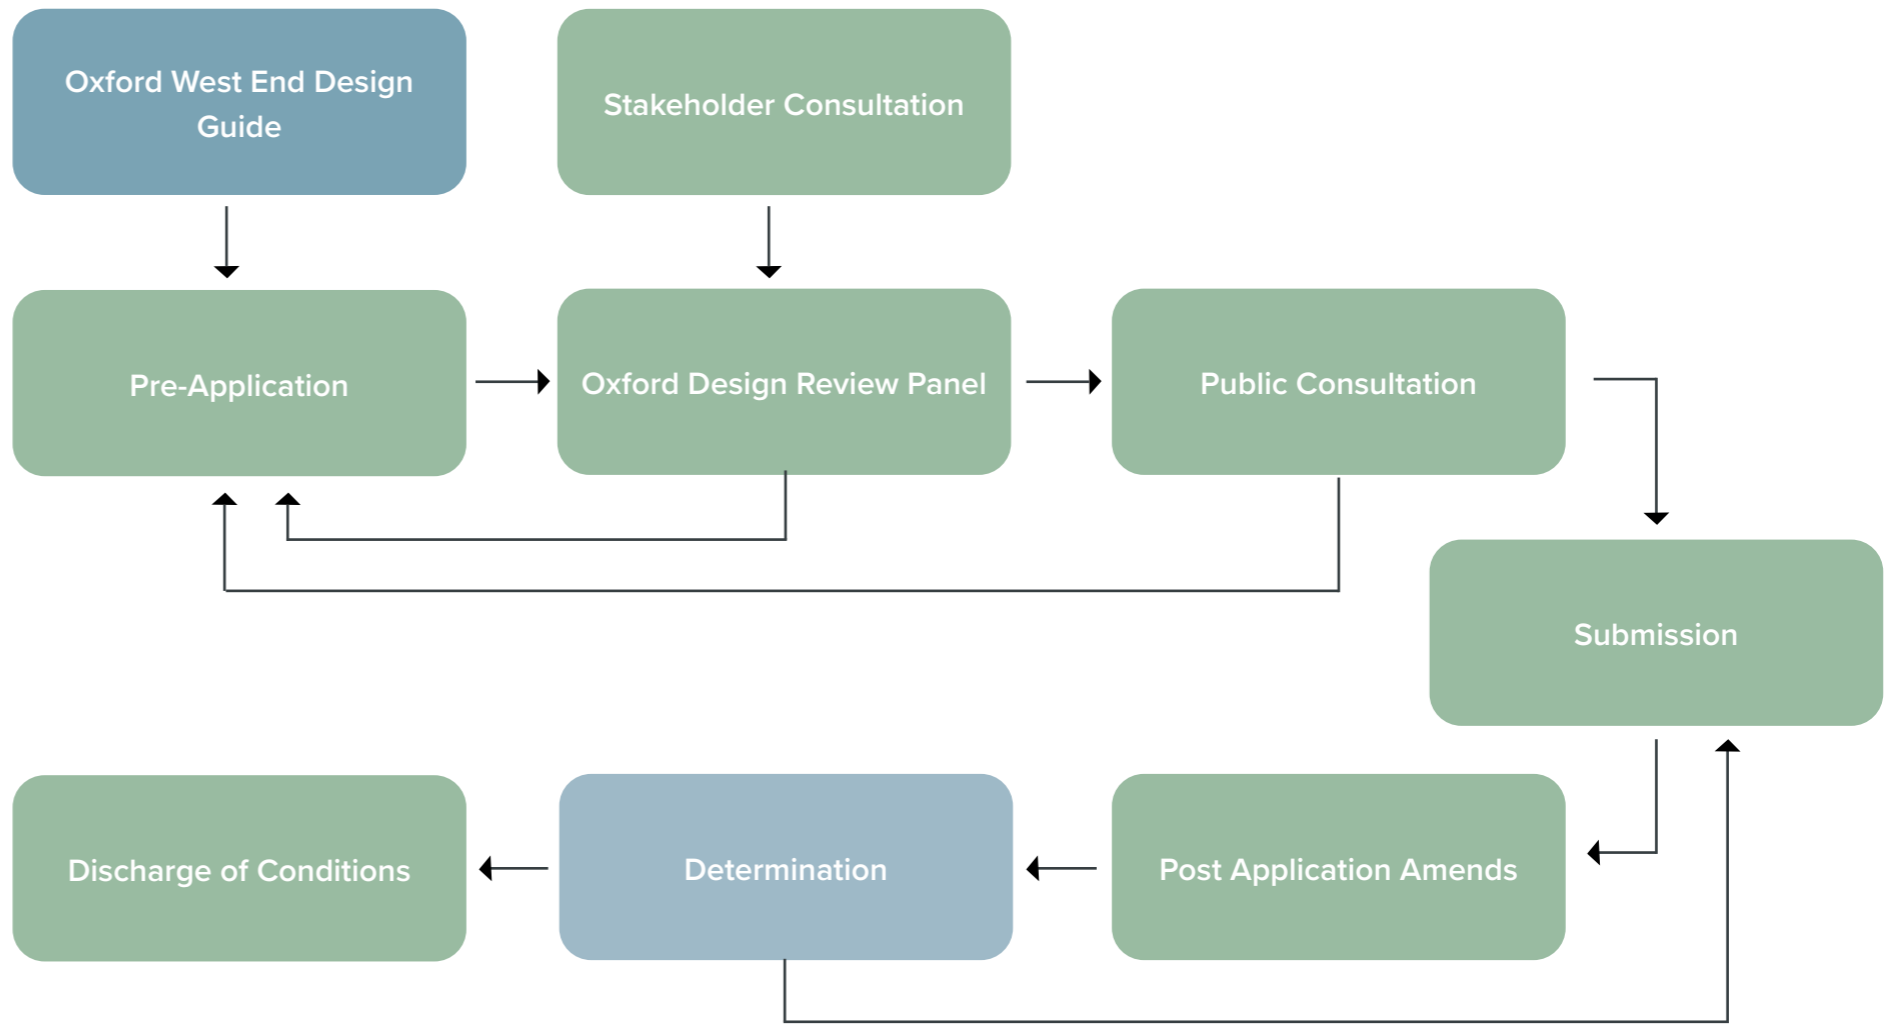 Oxford West End Design
Guide
Stakeholder Consultation
Pre-Application
Oxford Design Review Panel
Public Consultation
Submission
Discharge of Conditions
Determination
Post Application Amends